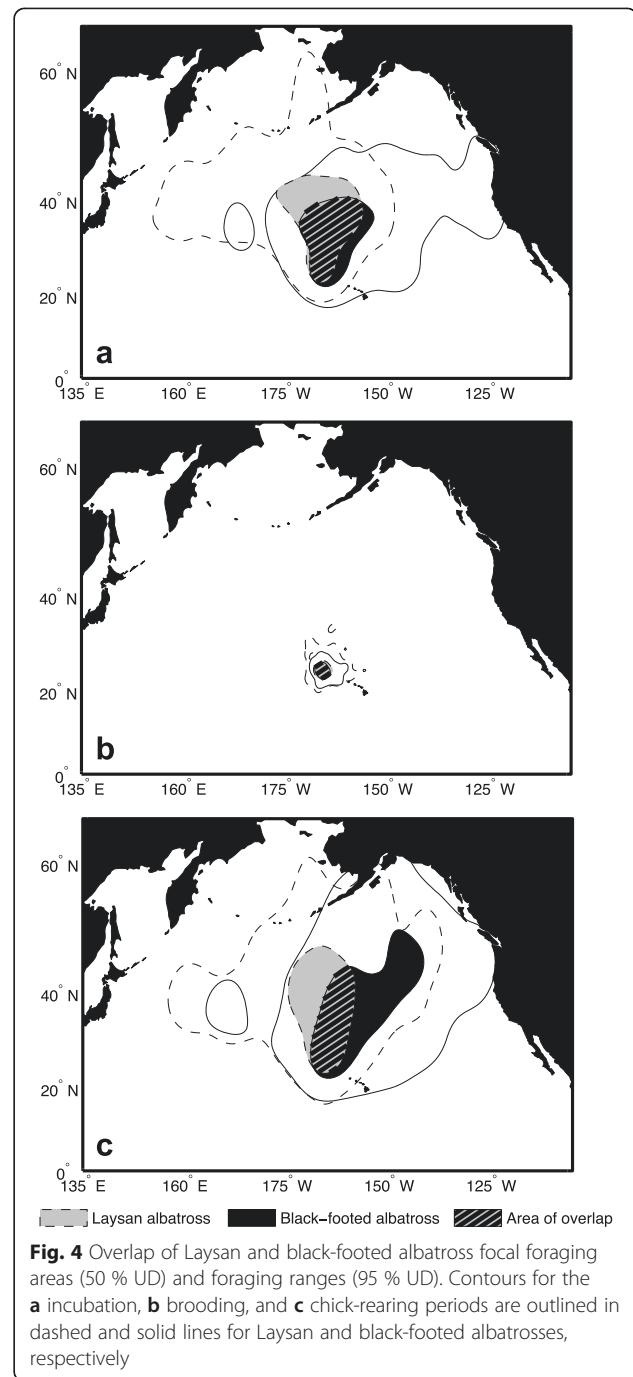 60° N
40° N
20° N
0°
a
135° E 160° E 175° W 150° W 125° W
60° N
40° N
20° N
0°
b
135° E 160° E 175° W 150° W 125° W
60° N
40° N
20° N
0°
c
135° E 160° E 175° W 150° W 125° W
Laysan albatross Black–footed albatross Area of overlap
Fig. 4 Overlap of Laysan and black-footed albatross focal foraging
areas (50 % UD) and foraging ranges (95 % UD). Contours for the
a incubation, b brooding, and c chick-rearing periods are outlined in
dashed and solid lines for Laysan and black-footed albatrosses,
respectively